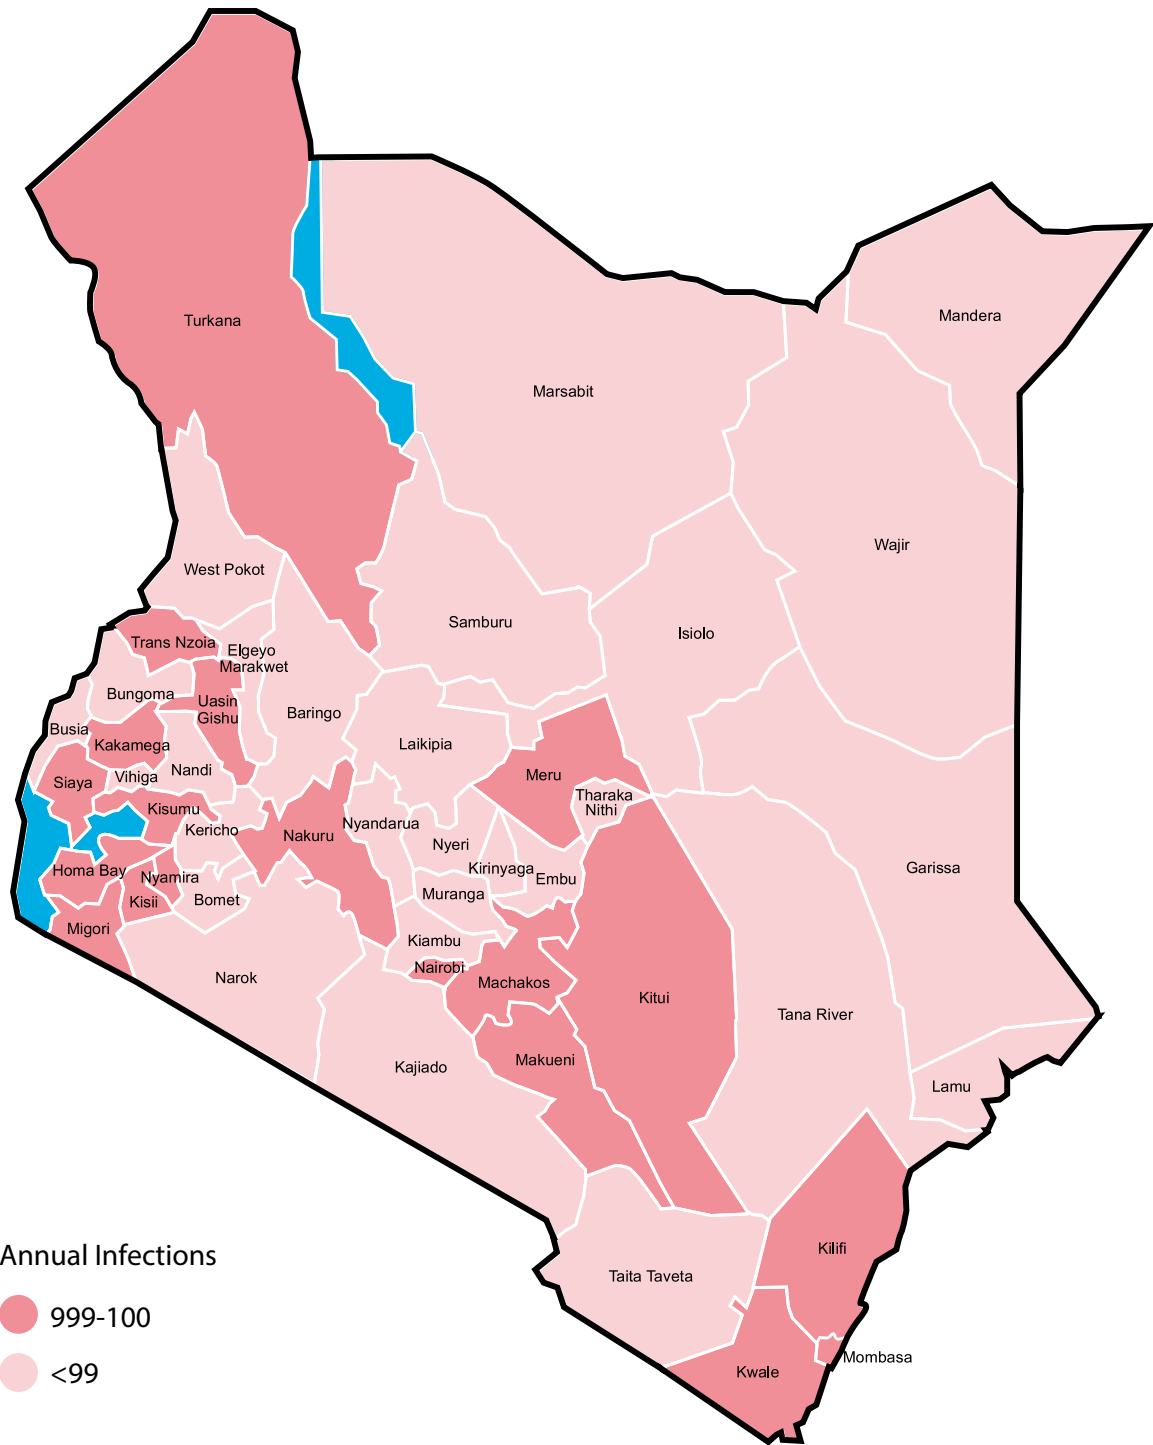 Turkana
Mandera
Marsabit
Wajir
West Pokot
Samburu
Isiolo
Trans Nzoia
Elgeyo
Marakwet
Bungoma
Uasin
Gishu
Baringo
Busia
Kakamega
Laikipia
Nandi
Vihiga
Siaya
Meru
Tharaka
Nithi
Kisumu
Kericho
Nyandarua
Nakuru
Nyeri
Garissa
Homa Bay
Nyamira
Kirinyaga
Embu
Bomet
Muranga
Kisii
Migori
Kiambu
Nairobi
Narok
Machakos
Kitui
Tana River
Makueni
Kajiado
Lamu
Kilifi
Annual Infections
Taita Taveta
999-100
Mombasa
Kwale
<99